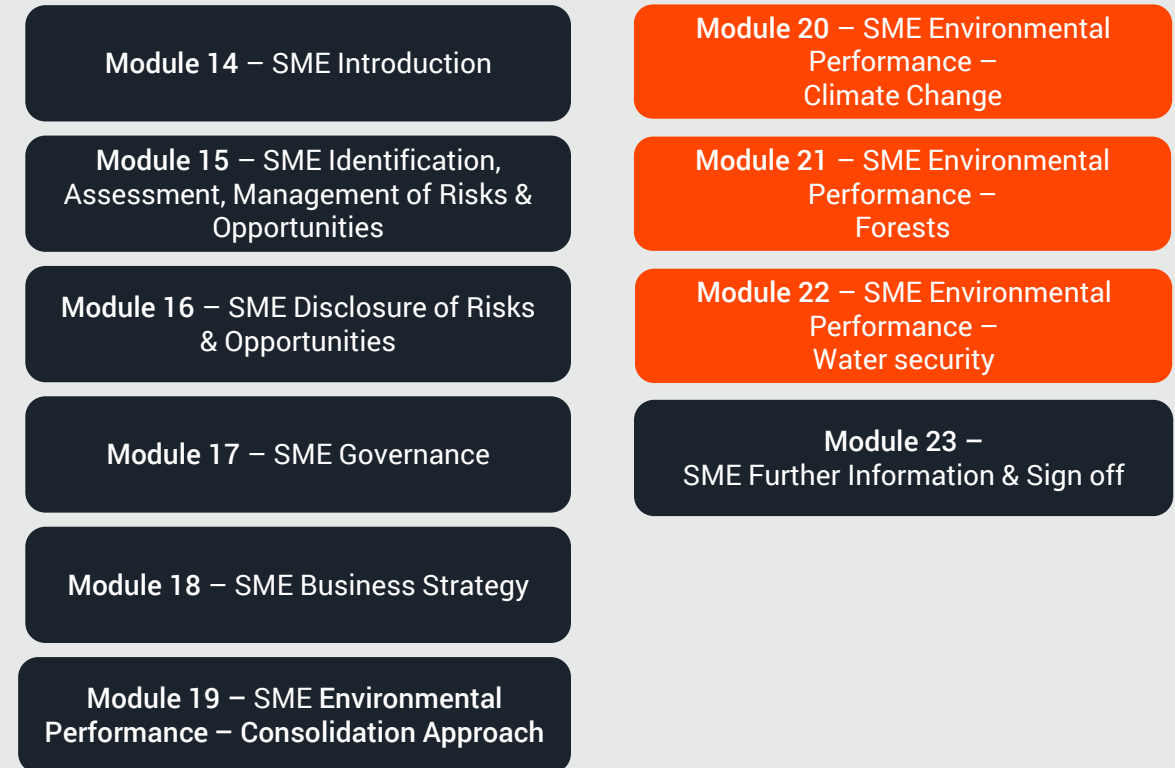 Module 14 – SME Introduction
Module 15 – SME Identification,
Assessment, Management of Risks &
Opportunities
Module 16 – SME Disclosure of Risks
& Opportunities
Module 17 – SME Governance
Module 18 – SME Business Strategy
Module 19 – SME Environmental
Performance – Consolidation Approach
Module 20 – SME Environmental
Performance –
Climate Change
Module 21 – SME Environmental
Performance –
Forests
Module 22 – SME Environmental
Performance –
Water security
Module 23 –
SME Further Information & Sign off